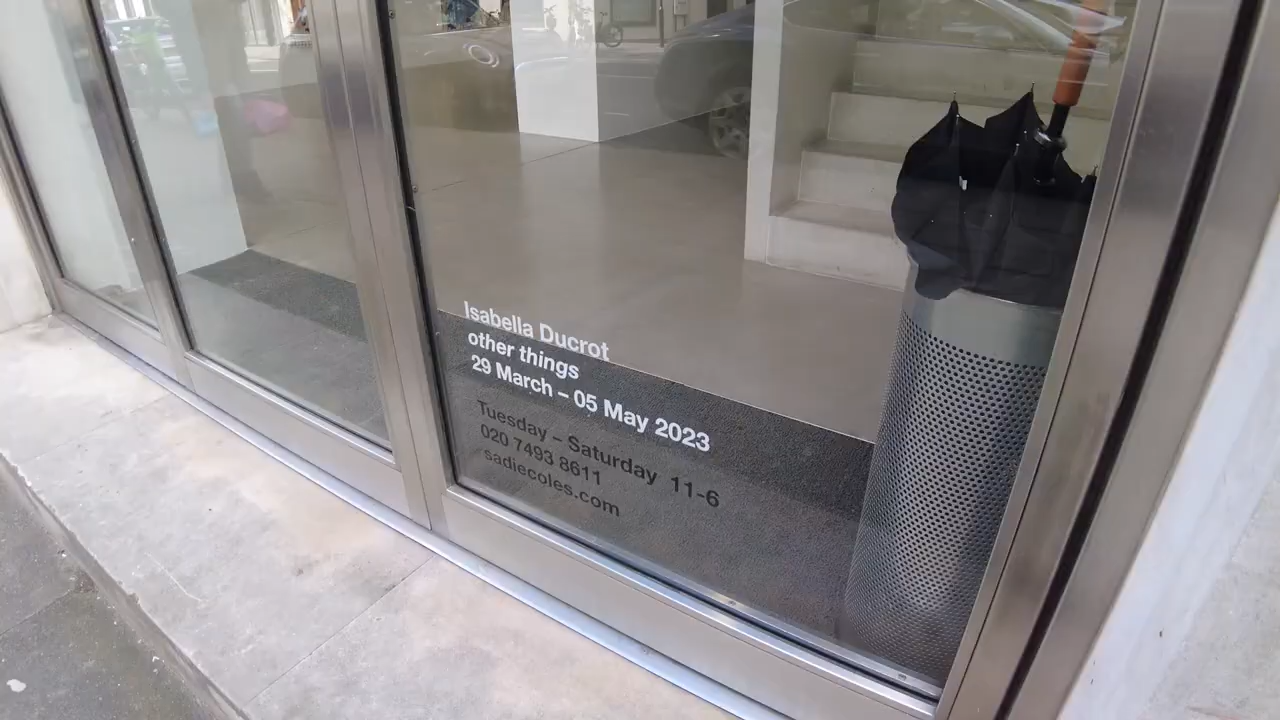 Isabella Ducrot
other things
29 March – 05 May 2023
Tuesday – Saturday 11-6
020 7493 8611
sadiecoles.com